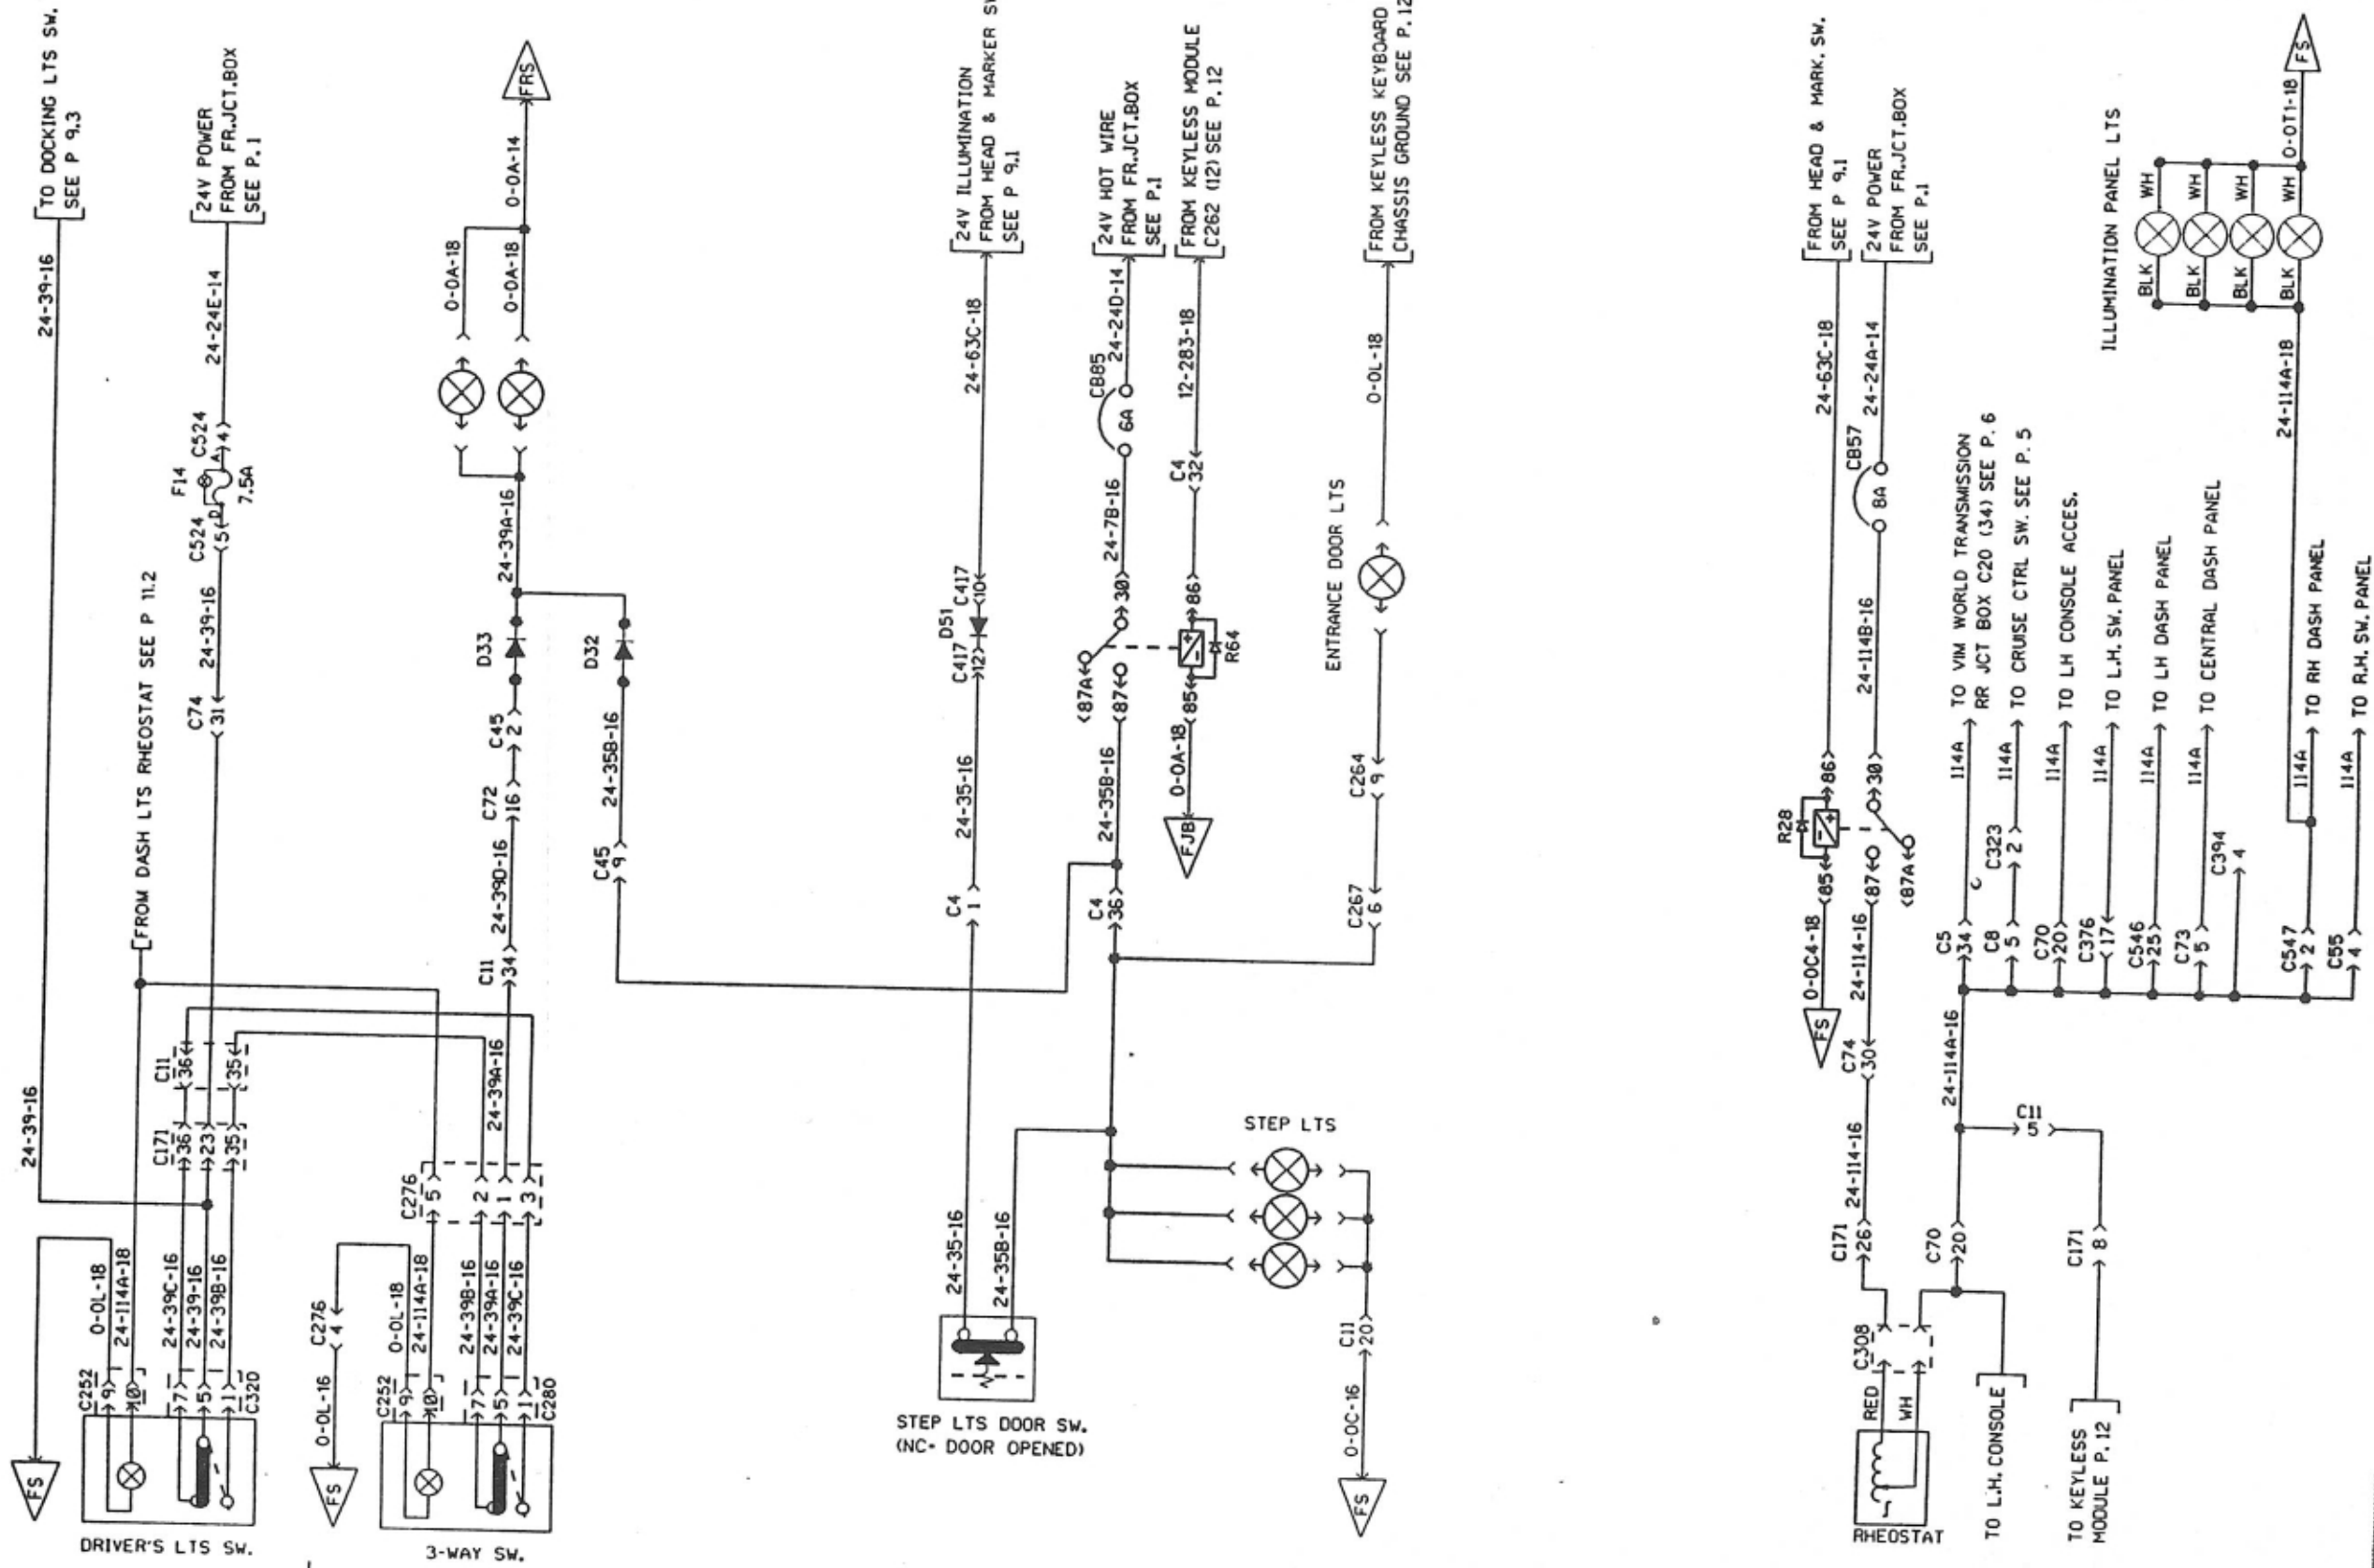 TO DOCKING LTS SW.
SEE P 9.3
24-39-16
24-39-16
24V POWER
FROM FR.JCT.BOX
SEE P.1
24-24E-14
C524
4
A
F14
7.5A
D
C524
5
24-39-16
C74
31
FROM DASH LTS RHEOSTAT SEE P 11.2
C11
36
35
C171
36
23
35
0-0L-18
24-114A-18
24-39C-16
24-39-16
24-39B-16
C252
9
10
7
5
1
C320
FS
DRIVER'S LTS SW.
FRS
0-0A-14
0-0A-18
0-0A-18
24-39A-16
D33
D32
C45
2
C72
16
24-39D-16
C11
34
24-35B-16
C45
9
24-39A-16
C276
5
2
1
3
C276
4
0-0L-16
FS
0-0L-18
24-114A-18
24-39B-16
24-39A-16
24-39C-16
C252
9
10
7
5
1
C280
3-WAY SW.
24V ILLUMINATION
FROM HEAD & MARKER
SEE P 9.1
24-63C-18
C417
10
D51
C417
12
24-35-16
C4
1
24-35-16
24-35B-16
STEP LTS DOOR SW.
(NC- DOOR OPENED)
24V HOT WIRE
FROM FR.JCT.BOX
SEE P.1
24-24D-14
CB85
6A
24-7B-16
30
87A
87
24-35B-16
C4
36
FROM KEYLESS MODULE
C262 (12) SEE P.12
12-283-18
C4
32
86
R64
85
0-0A-18
FJB
FROM KEYLESS KEYBOARD
CHASSIS GROUND SEE P.12
0-0L-18
ENTRANCE DOOR LTS
C264
9
C267
6
STEP LTS
C11
20
0-0C-16
FS
FROM HEAD & MARK. SW.
SEE P 9.1
24-63C-18
24V POWER
FROM FR.JCT.BOX
SEE P.1
24-24A-14
CB57
8A
24-114B-16
R28
86
85
30
87
87A
0-0C4-18
FS
24-114-16
C74
30
24-114-16
C171
26
C308
RED
WH
RHEOSTAT
C70
20
TO L.H. CONSOLE
24-114A-16
C11
5
C171
8
TO KEYLESS
MODULE P.12
C5
34
114A
TO VIM WORLD TRANSMISSION
RR JCT BOX C20 (34) SEE P. 6
C8
5
C323
2
114A
TO CRUISE CTRL SW. SEE P. 5
C70
20
114A
TO LH CONSOLE ACCES.
C376
17
114A
TO L.H. SW. PANEL
C546
25
114A
TO LH DASH PANEL
C73
5
114A
TO CENTRAL DASH PANEL
C394
4
C547
2
114A
TO RH DASH PANEL
C55
4
114A
TO R.H. SW. PANEL
24-114A-18
ILLUMINATION PANEL LTS
BLK
WH
BLK
WH
BLK
WH
BLK
WH
0-0T1-18
FS